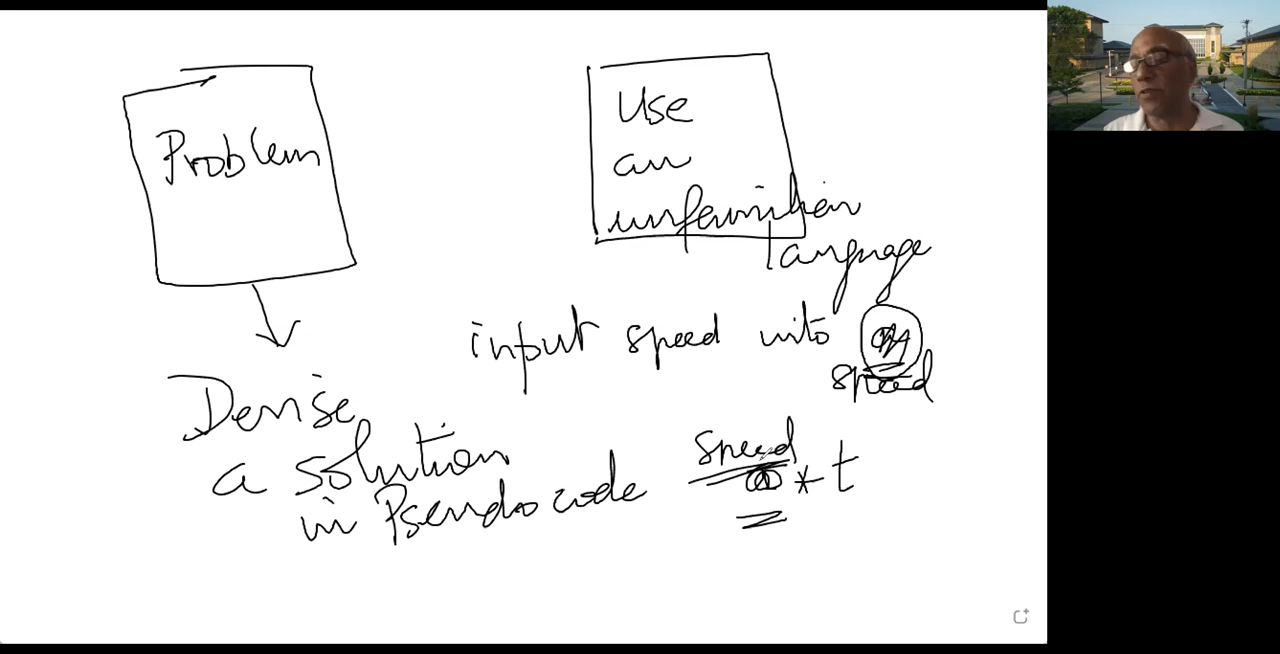 Problem
Use
an
unfamiliar
language
input speed into
speed
Devise
a solution
in Pseudocode
speed
* t